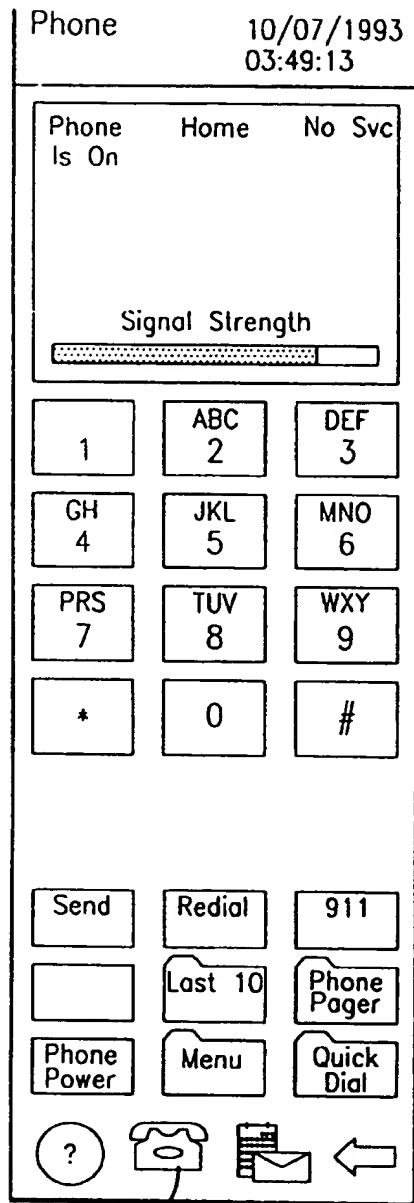 Phone 10/07/1993
03:49:13
Phone Home No Svc
Is On
Signal Strength
ABC DEF
1 2 3
GH JKL MNO
4 5 6
PRS TUV WXY
7 8 9
* 0 #
Send Redial 911
Last 10 Phone
Pager
Phone Menu Quick
Power Dial
?